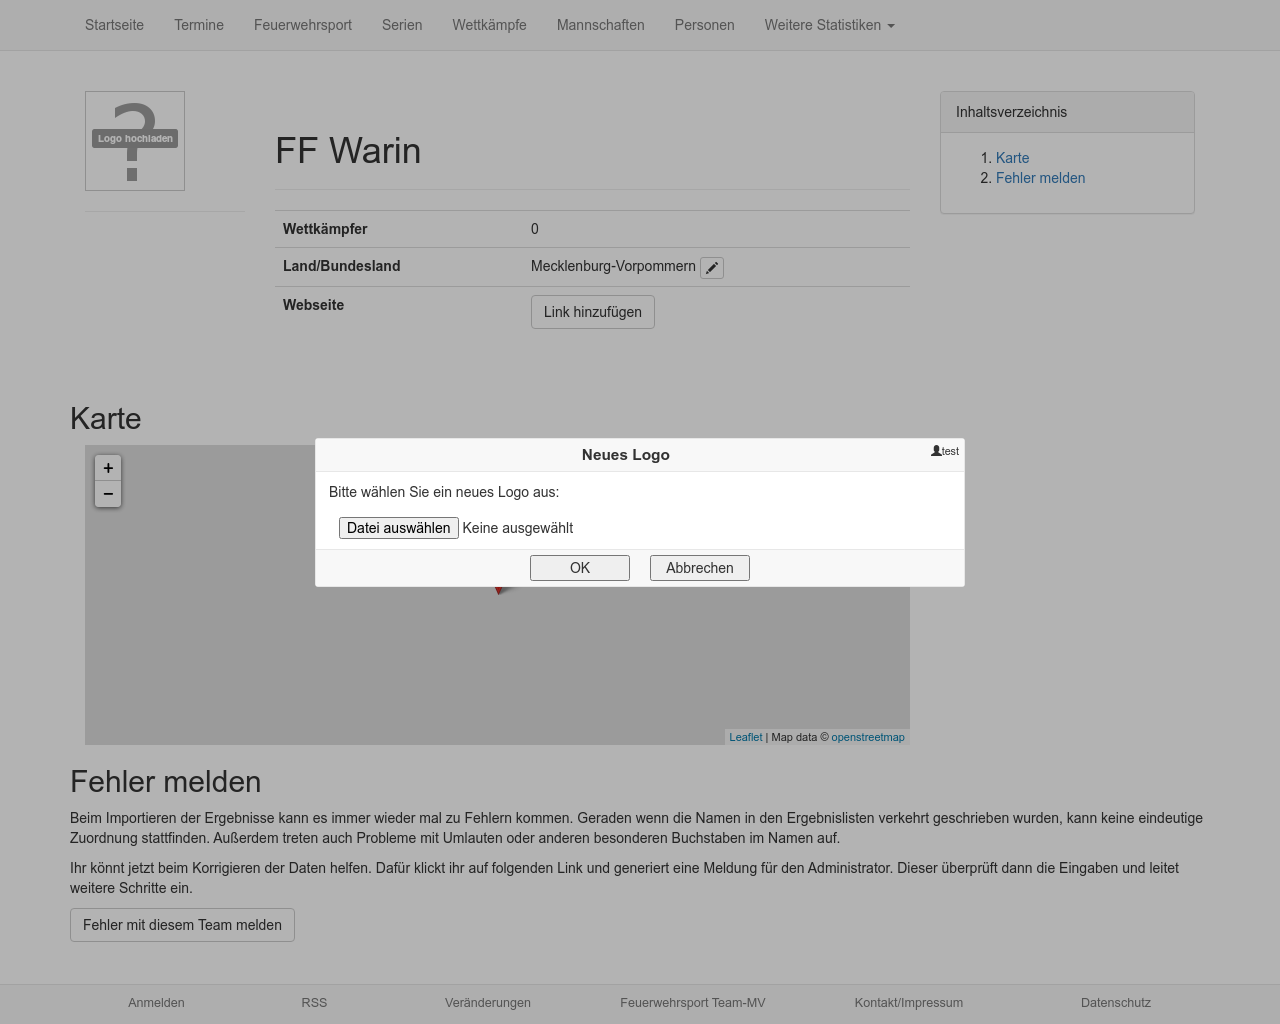 Startseite Termine Feuerwehrsport Serien Wettkämpfe Mannschaften Personen Weitere Statistiken
?
Logo hochladen
FF Warin
Wettkämpfer 0
Land/Bundesland Mecklenburg-Vorpommern
Webseite Link hinzufügen
Inhaltsverzeichnis
1. Karte
2. Fehler melden
Karte
+
−
Neues Logo
test
Bitte wählen Sie ein neues Logo aus:
Datei auswählen Keine ausgewählt
OK Abbrechen
Leaflet | Map data © openstreetmap
Fehler melden
Beim Importieren der Ergebnisse kann es immer wieder mal zu Fehlern kommen. Geraden wenn die Namen in den Ergebnislisten verkehrt geschrieben wurden, kann keine eindeutige
Zuordnung stattfinden. Außerdem treten auch Probleme mit Umlauten oder anderen besonderen Buchstaben im Namen auf.
Ihr könnt jetzt beim Korrigieren der Daten helfen. Dafür klickt ihr auf folgenden Link und generiert eine Meldung für den Administrator. Dieser überprüft dann die Eingaben und leitet
weitere Schritte ein.
Fehler mit diesem Team melden
Anmelden RSS Veränderungen Feuerwehrsport Team-MV Kontakt/Impressum Datenschutz